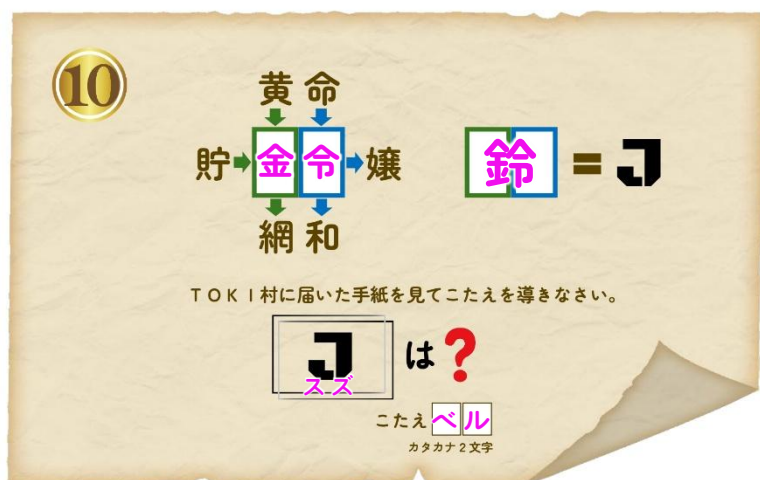 10
黄 命
貯 金 令 嬢
網 和
鈴 = J
TOKI村に届いた手紙を見てこたえを導きなさい。
J は ?
スズ
こたえ ベル
カタカナ2文字